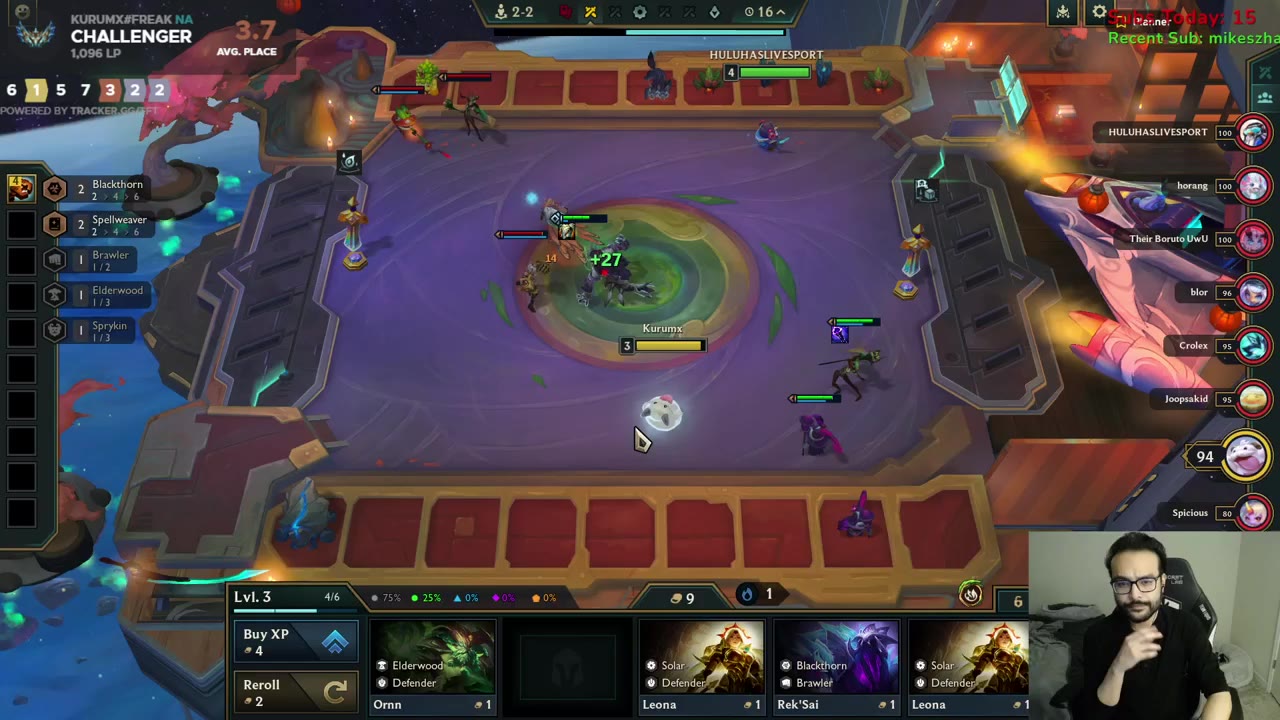 KURUMX#FREAK NA
CHALLENGER
1,096 LP
3.7
AVG. PLACE
6 1 5 7 3 2 2
POWERED BY TRACKER.GG/TFT
2-2
16
Subs Today: 15
Recent Sub: mikeszha
HULUHASLIVESPORT
4
4
2 Blackthorn
2 > 4 > 6
2 Spellweaver
2 > 4 > 6
1 Brawler
1 / 2
1 Elderwood
1 / 3
1 Sprykin
1 / 3
14
+27
Kurumx
3
HULUHASLIVESPORT 100
horang 100
Their Boruto UwU 100
blor 96
Crolex 95
Joopsakid 95
94
Spicious 80
Lvl. 3
4/6
75%
25%
0%
0%
0%
9
1
6
Buy XP
4
Reroll
2
Elderwood
Defender
Ornn 1
Solar
Defender
Leona 1
Blackthorn
Brawler
Rek'Sai 1
Solar
Defender
Leona 1